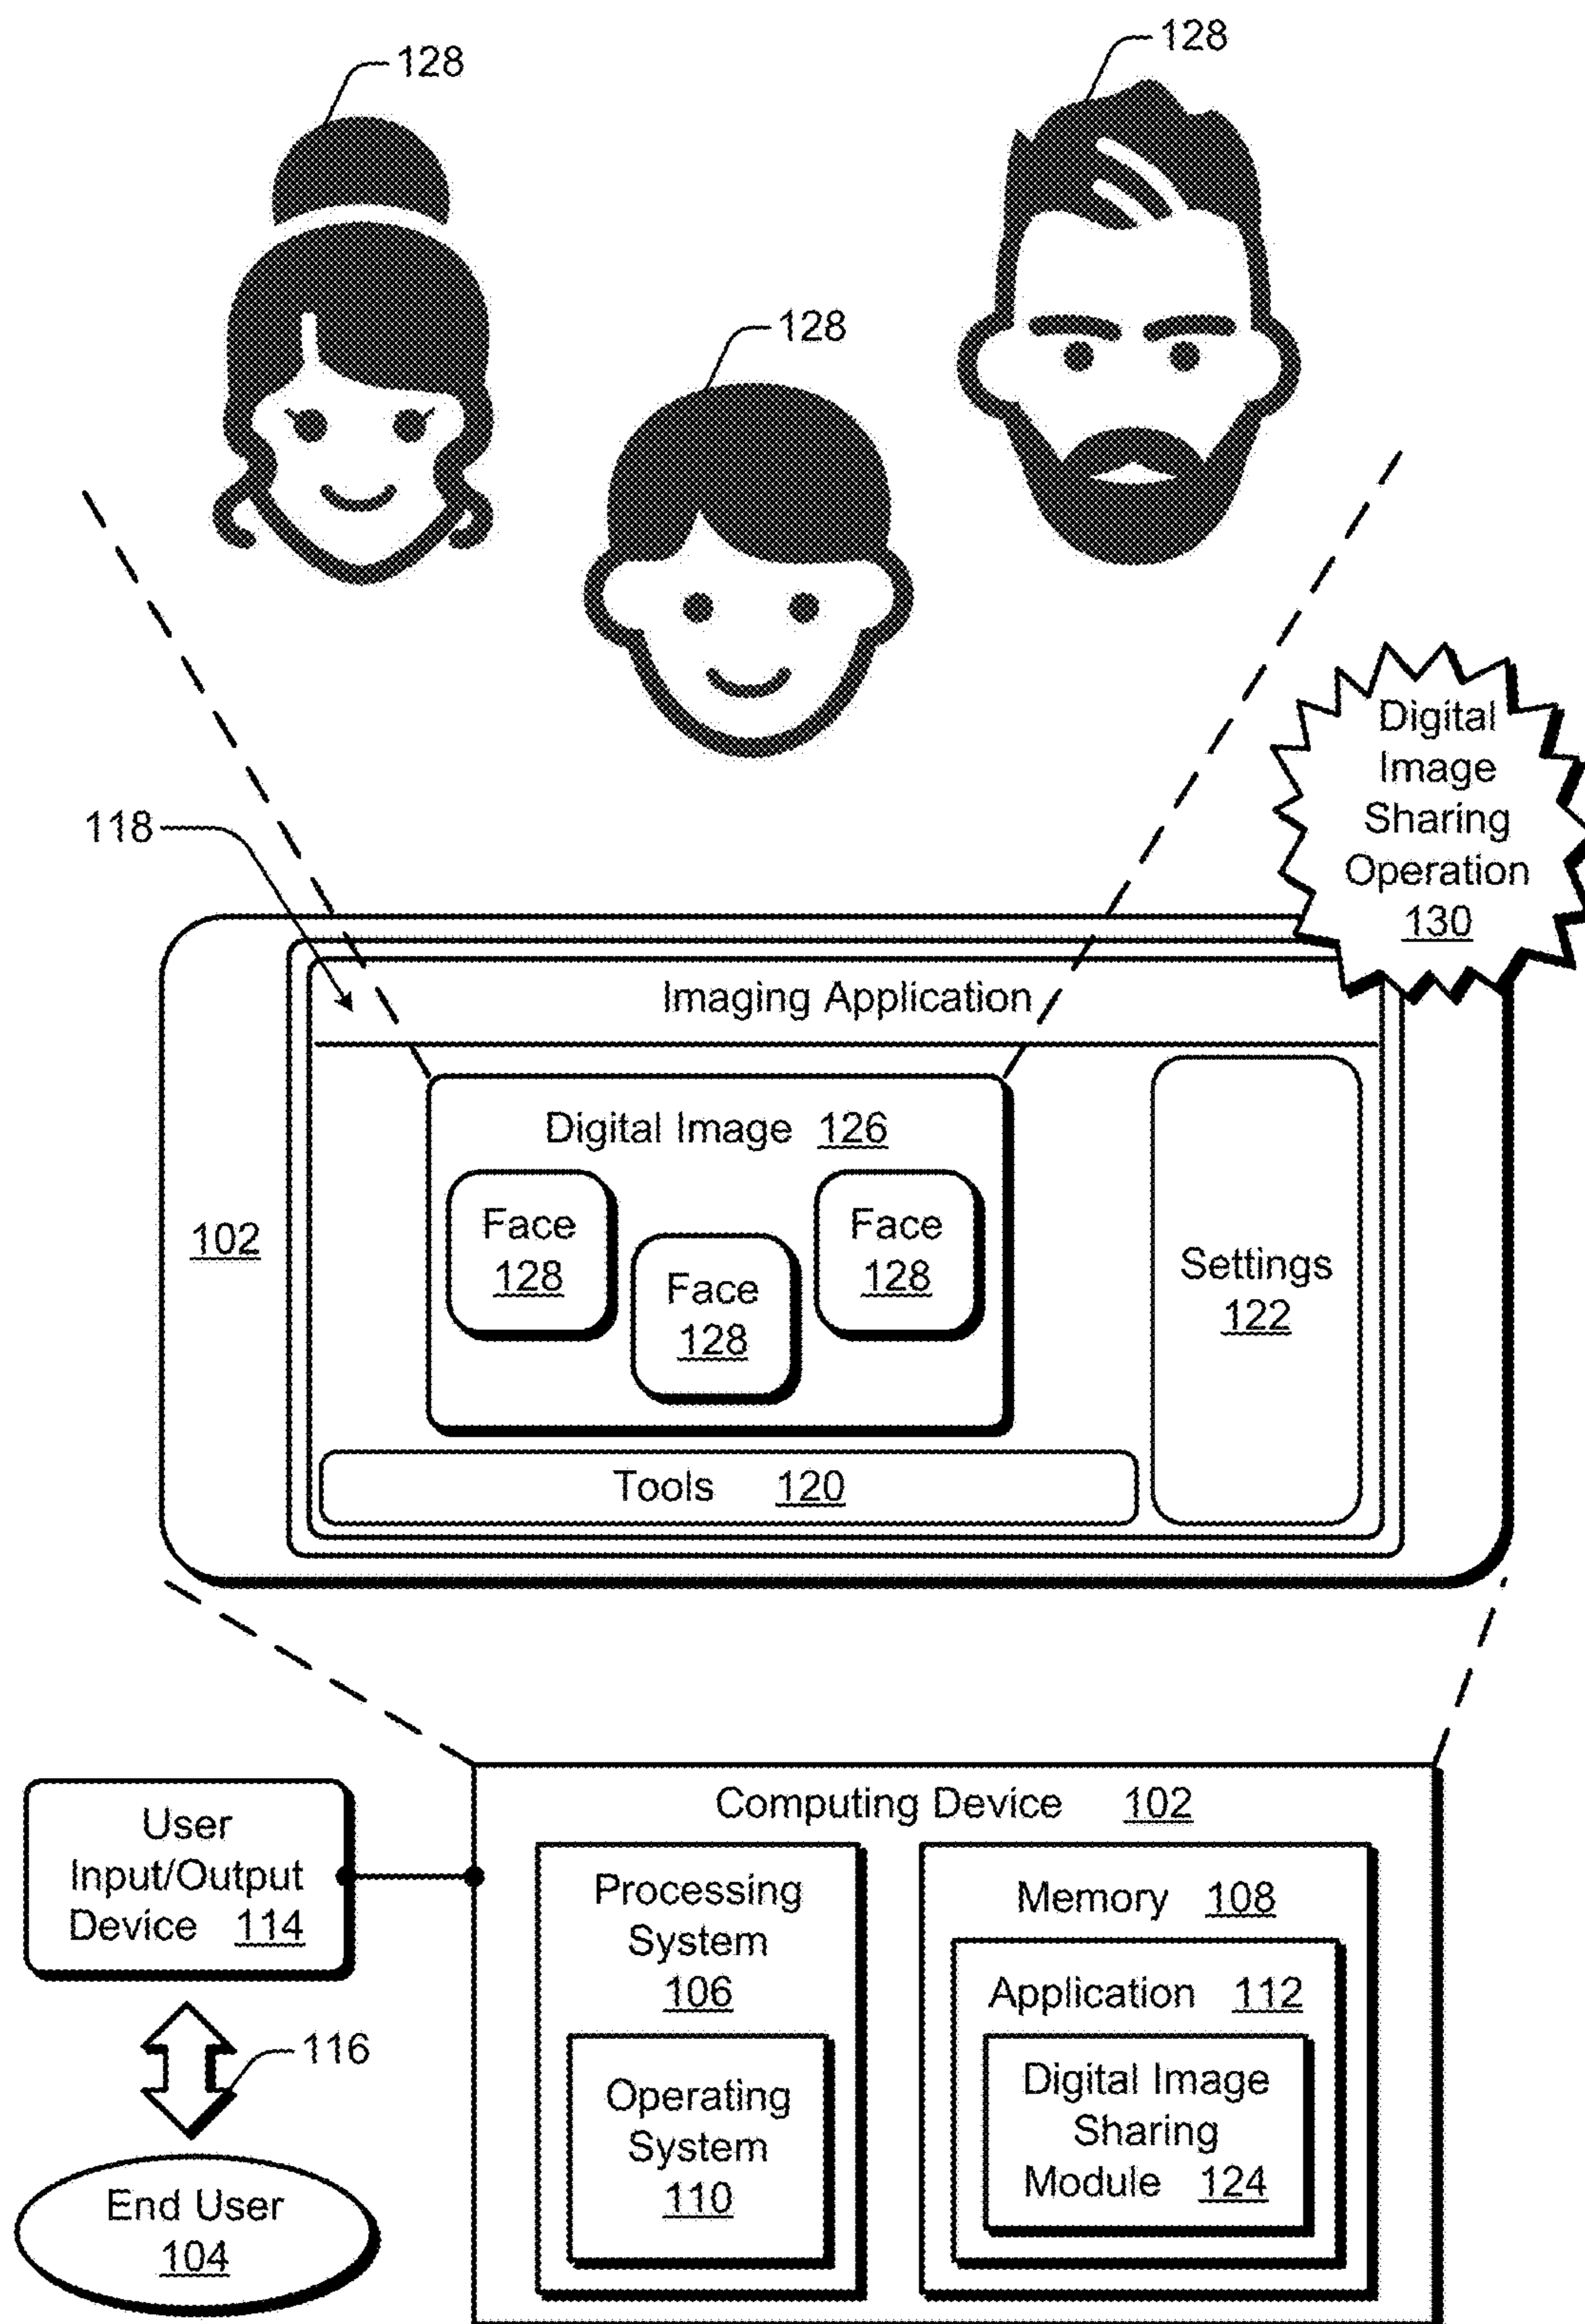 128
128
128
Digital
Image
Sharing
Operation
130
118
Imaging Application
Digital Image 126
Face
128
Face
128
Face
128
102
Settings
122
Tools 120
Computing Device 102
User
Input/Output
Device 114
Processing
System
106
Memory 108
Application 112
116
Operating
System
110
Digital Image
Sharing
Module 124
End User
104